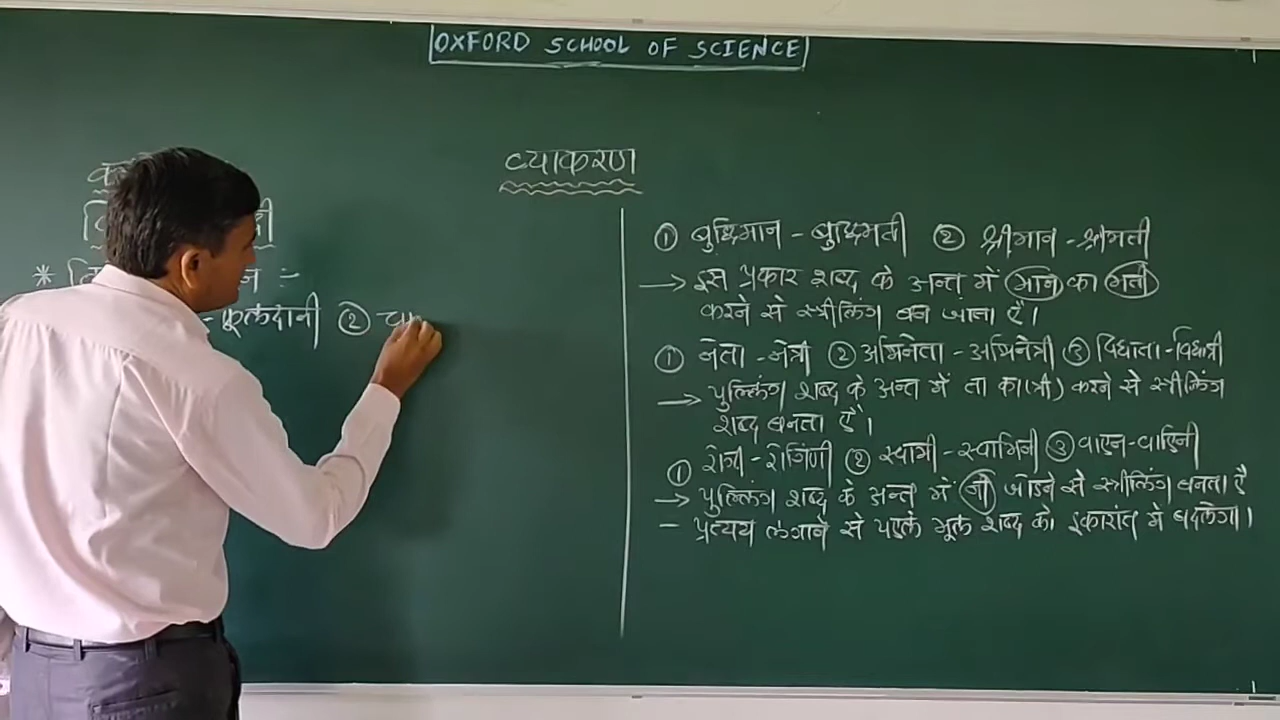 OXFORD SCHOOL OF SCIENCE
व्याकरण
*
- फूलदानी ②
① बुद्धिमान - बुद्धिमती ② श्रीमान - श्रीमती
→ इस प्रकार शब्द के अन्त में मान का मती
करने से स्त्रीलिंग बन जाता है।
① नेता - नेत्री ② अभिनेता - अभिनेत्री ③ विधाता - विधात्री
→ पुल्लिंग शब्द के अन्त में ता का (त्री) करने से स्त्रीलिंग
शब्द बनता है।
① रोगी - रोगिणी ② स्वामी - स्वामिनी ③ वाहन - वाहिनी
→ पुल्लिंग शब्द के अन्त में नी जोडने से स्त्रीलिंग बनता है
- प्रत्यय लगाने से पहले मूल शब्द को इकारांत में बदलेगा।